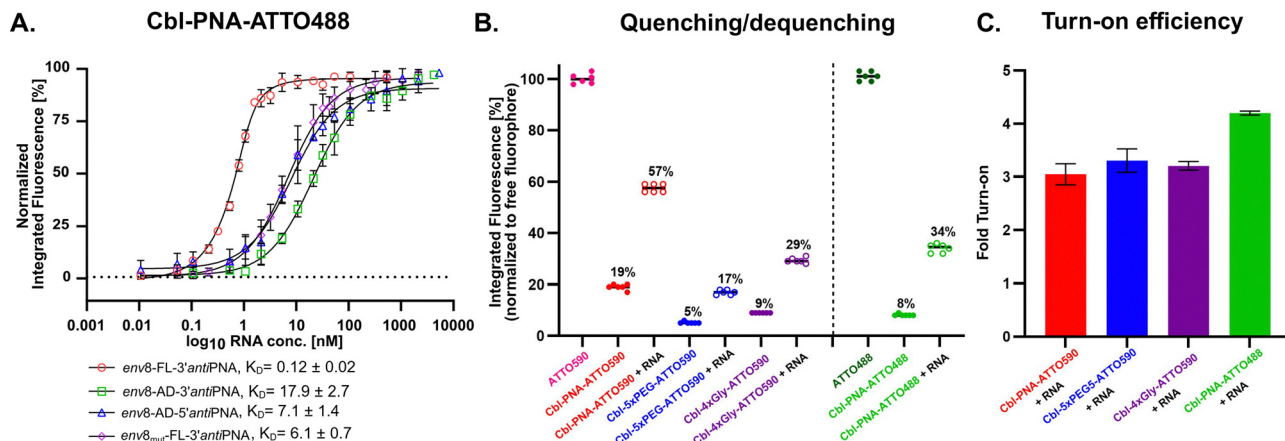 A.
Cbl-PNA-ATTO488
Normalized
Integrated Fluorescence [%]
100
75
50
25
0
0.001 0.01 0.1 1 10 100 1000 10000
log10 RNA conc. [nM]
env8-FL-3'antiPNA, KD= 0.12 ± 0.02
env8-AD-3'antiPNA, KD= 17.9 ± 2.7
env8-AD-5'antiPNA, KD= 7.1 ± 1.4
env8mut-FL-3'antiPNA, KD= 6.1 ± 0.7
B.
Quenching/dequenching
Integrated Fluorescence [%]
(normalized to free fluorophore)
100
80
60
40
20
0
19%
57%
5%
17%
9%
29%
8%
34%
ATTO590
Cbl-PNA-ATTO590
Cbl-PNA-ATTO590 + RNA
Cbl-5xPEG-ATTO590
Cbl-5xPEG-ATTO590 + RNA
Cbl-4xGly-ATTO590
Cbl-4xGly-ATTO590 + RNA
ATTO488
Cbl-PNA-ATTO488
Cbl-PNA-ATTO488 + RNA
C.
Turn-on efficiency
Fold Turn-on
5
4
3
2
1
0
Cbl-PNA-ATTO590
+ RNA
Cbl-5xPEG5-ATTO590
+ RNA
Cbl-4xGly-ATTO590
+ RNA
Cbl-PNA-ATTO488
+ RNA